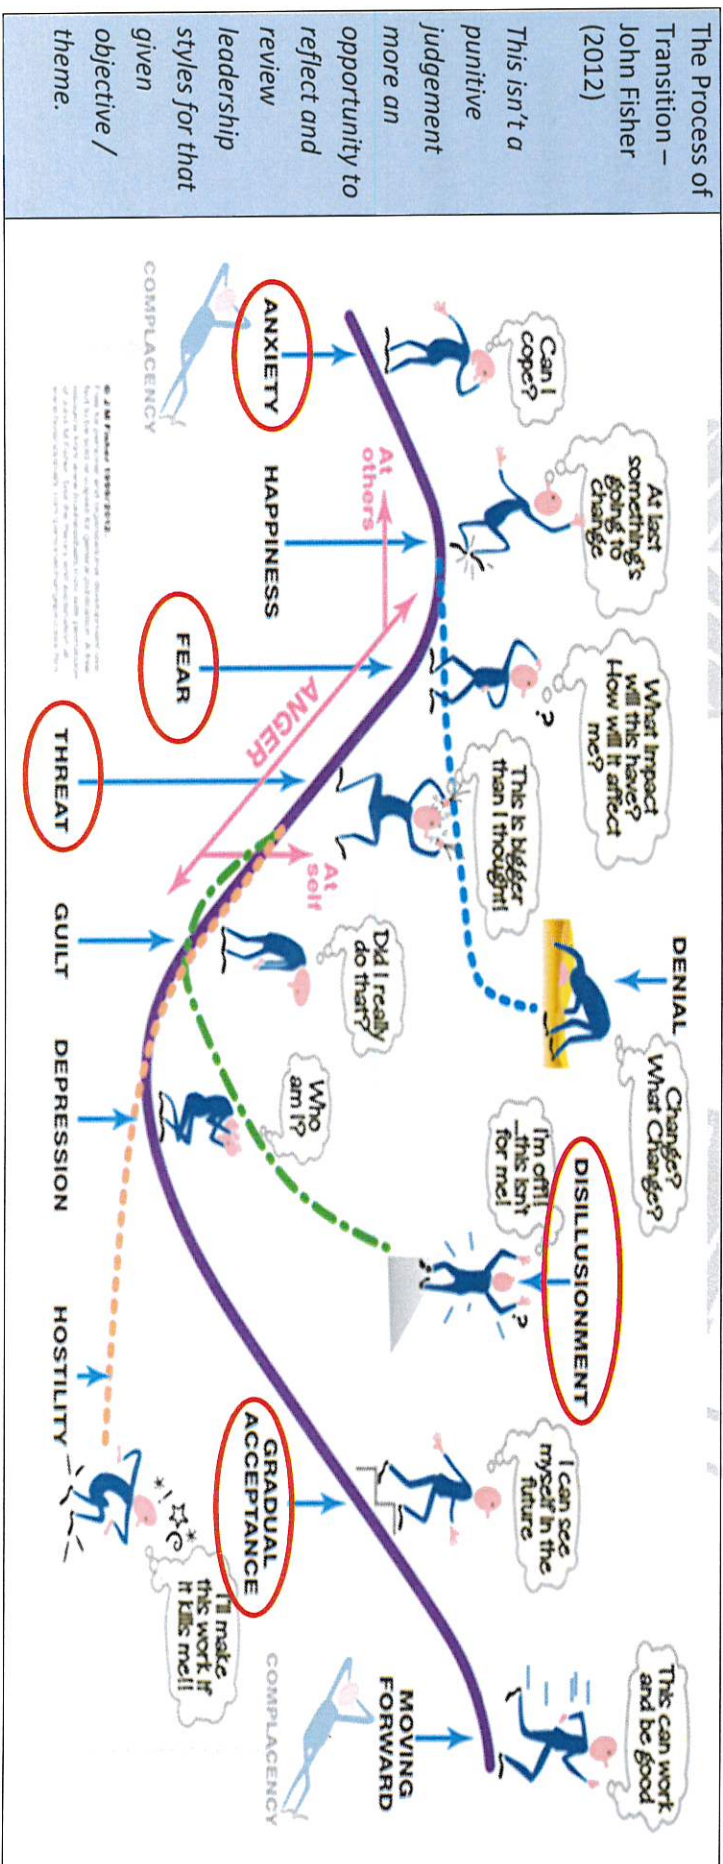 The Process of
Transition –
John Fisher
(2012)
This isn't a
punitive
judgement
more an
opportunity to
reflect and
review
leadership
styles for that
given
objective /
theme.
Can I
cope?
At last
something's
going to
change
What impact
will this have?
How will it affect
me?
?
This is bigger
than I thought!
DENIAL
Change?
What Change?
Did I really
do that?
Who
am I?
I'm off!!
...this isn't
for me!
DISILLUSIONMENT
?
I can see
myself in the
future
This can work
and be good
ANXIETY
COMPLACENCY
HAPPINESS
At
others
FEAR
ANGER
THREAT
At
self
GUILT
DEPRESSION
HOSTILITY
I'll make
this work if
it kills me!!
GRADUAL
ACCEPTANCE
MOVING
FORWARD
COMPLACENCY
© J M Fisher 1999/2012.